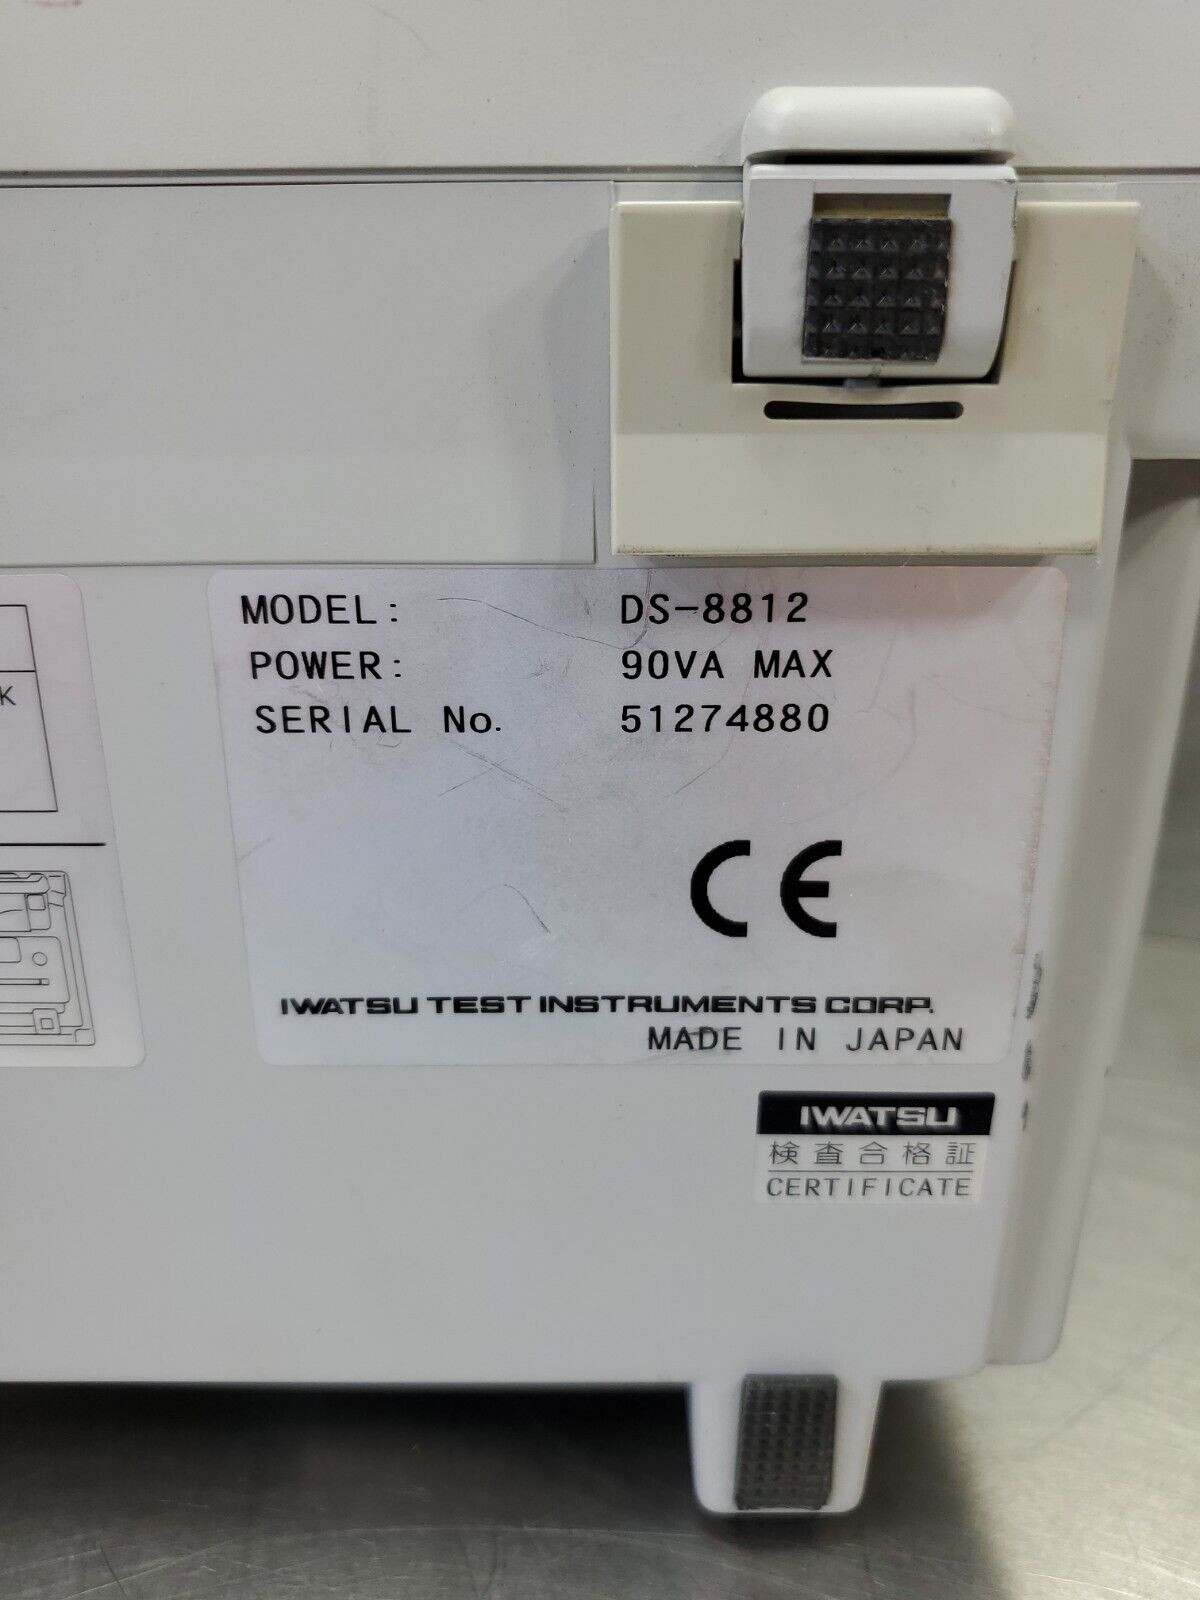 MODEL: DS-8812
POWER: 90VA MAX
SERIAL No. 51274880
K
CE
IWATSU TEST INSTRUMENTS CORP.
MADE IN JAPAN
IWATSU
検査合格証
CERTIFICATE